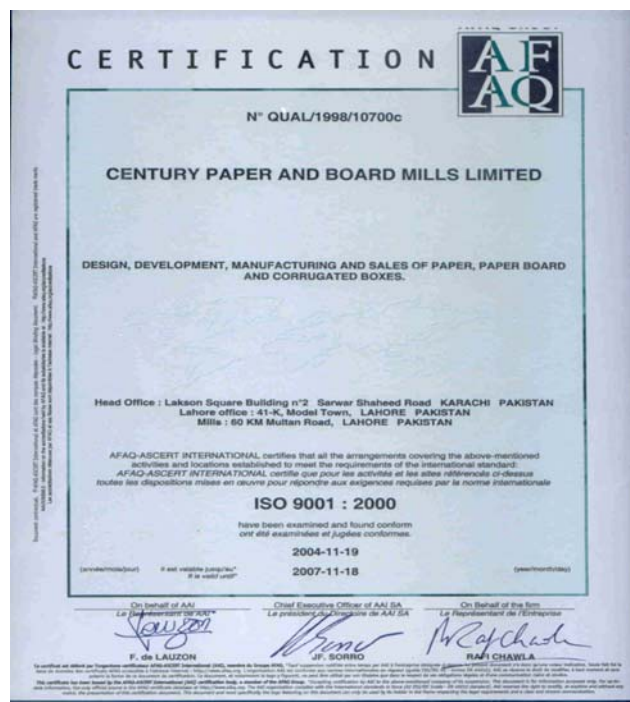 CERTIFICATION
AFAQ
N° QUAL/1998/10700c
CENTURY PAPER AND BOARD MILLS LIMITED
DESIGN, DEVELOPMENT, MANUFACTURING AND SALES OF PAPER, PAPER BOARD
AND CORRUGATED BOXES.
Head Office : Lakson Square Building n°2 Sarwar Shaheed Road KARACHI PAKISTAN
Lahore office : 41-K, Model Town, LAHORE PAKISTAN
Mills : 60 KM Multan Road, LAHORE PAKISTAN
AFAQ-ASCERT INTERNATIONAL certifies that all the arrangements covering the above-mentioned
activities and locations established to meet the requirements of the international standard:
AFAQ-ASCERT INTERNATIONAL certifie que pour les activités et les sites référencés ci-dessus
toutes les dispositions mises en œuvre pour répondre aux exigences requises par la norme internationale
ISO 9001 : 2000
have been examined and found conform
ont été examinées et jugées conformes.
2004-11-19
(année/mois/jour) Il est valable jusqu'au* 2007-11-18 (year/month/day)
It is valid until*
On behalf of AAI Chief Executive Officer of AAI SA On Behalf of the firm
Le Représentant de AAI Le président du Directoire de AAI SA Le Représentant de l'Entreprise
F. de LAUZON JF. SORRO RAFI CHAWLA